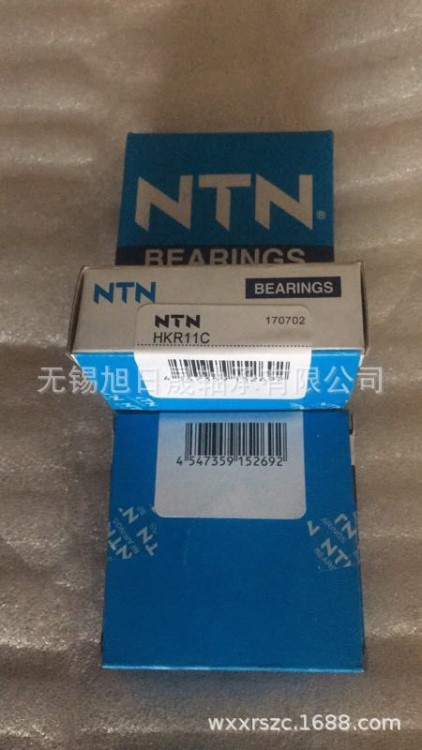 NTN®
BEARINGS
NTN
BEARINGS
NTN
170702
HKR11C
无锡旭日晟轴承有限公司
4 547359 152692
NTN
NTN
wxxrszc.1688.com